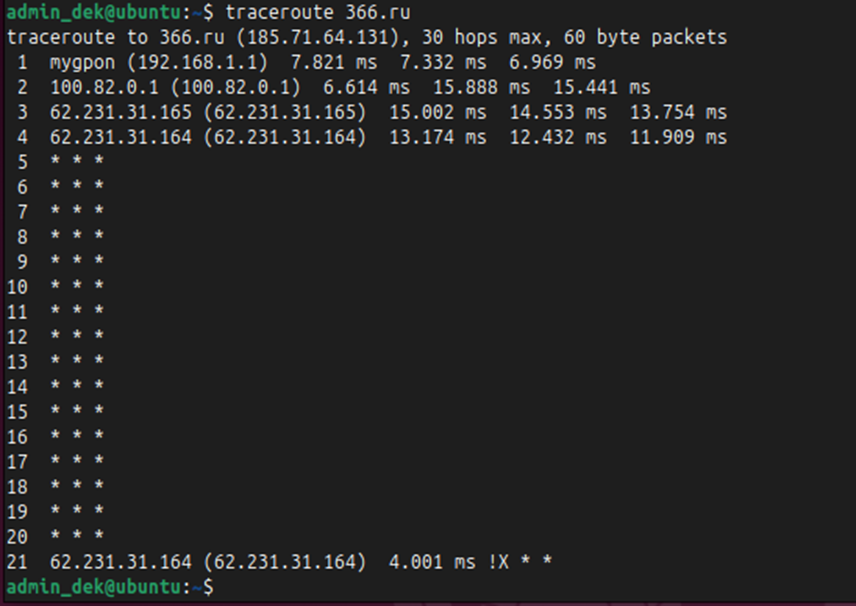 admin_dek@ubuntu:~$ traceroute 366.ru
traceroute to 366.ru (185.71.64.131), 30 hops max, 60 byte packets
 1  mygpon (192.168.1.1)  7.821 ms  7.332 ms  6.969 ms
 2  100.82.0.1 (100.82.0.1)  6.614 ms  15.888 ms  15.441 ms
 3  62.231.31.165 (62.231.31.165)  15.002 ms  14.553 ms  13.754 ms
 4  62.231.31.164 (62.231.31.164)  13.174 ms  12.432 ms  11.909 ms
 5  * * *
 6  * * *
 7  * * *
 8  * * *
 9  * * *
10  * * *
11  * * *
12  * * *
13  * * *
14  * * *
15  * * *
16  * * *
17  * * *
18  * * *
19  * * *
20  * * *
21  62.231.31.164 (62.231.31.164)  4.001 ms !X * *
admin_dek@ubuntu:~$